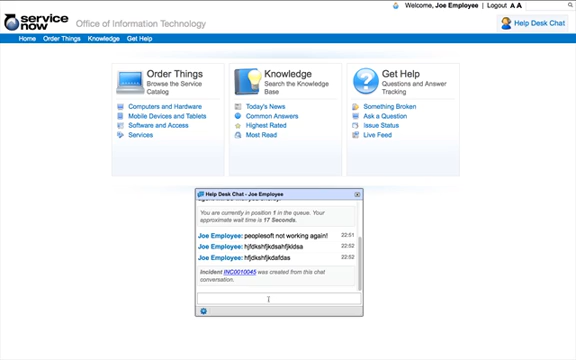 service now
Office of Information Technology
Welcome, Joe Employee | Logout A A
Help Desk Chat
Home Order Things Knowledge Get Help
Order Things
Browse the Service
Catalog
Computers and Hardware
Mobile Devices and Tablets
Software and Access
Services
Knowledge
Search the Knowledge
Base
Today's News
Common Answers
Highest Rated
Most Read
Get Help
Questions and Answer
Tracking
Something Broken
Ask a Question
Issue Status
Live Feed
Help Desk Chat - Joe Employee
You are currently in position 1 in the queue. Your
approximate wait time is 17 Seconds.
Joe Employee: peoplesoft not working again! 22:51
Joe Employee: hjfdkshfjkdsahfjkldsa 22:52
Joe Employee: hfjdkshfjkdafdas 22:52
Incident INC0010045 was created from this chat
conversation.